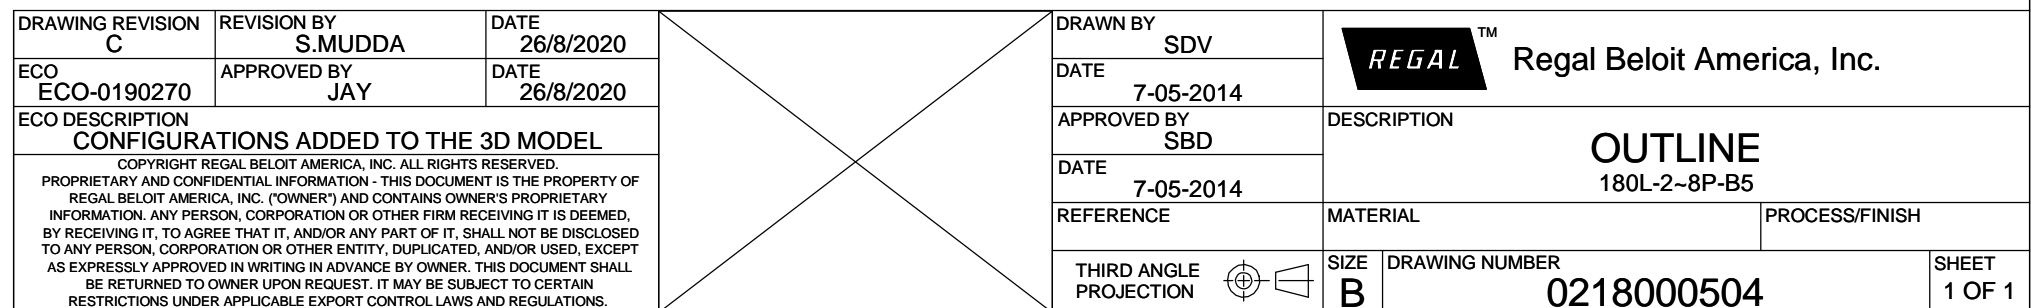 DRAWING REVISION
C
REVISION BY
S.MUDDA
DATE
26/8/2020
ECO
ECO-0190270
APPROVED BY
JAY
DATE
26/8/2020
ECO DESCRIPTION
CONFIGURATIONS ADDED TO THE 3D MODEL
COPYRIGHT REGAL BELOIT AMERICA, INC. ALL RIGHTS RESERVED.
PROPRIETARY AND CONFIDENTIAL INFORMATION - THIS DOCUMENT IS THE PROPERTY OF
REGAL BELOIT AMERICA, INC. ("OWNER") AND CONTAINS OWNER'S PROPRIETARY
INFORMATION. ANY PERSON, CORPORATION OR OTHER FIRM RECEIVING IT IS DEEMED,
BY RECEIVING IT, TO AGREE THAT IT, AND/OR ANY PART OF IT, SHALL NOT BE DISCLOSED
TO ANY PERSON, CORPORATION OR OTHER ENTITY, DUPLICATED, AND/OR USED, EXCEPT
AS EXPRESSLY APPROVED IN WRITING IN ADVANCE BY OWNER. THIS DOCUMENT SHALL
BE RETURNED TO OWNER UPON REQUEST. IT MAY BE SUBJECT TO CERTAIN
RESTRICTIONS UNDER APPLICABLE EXPORT CONTROL LAWS AND REGULATIONS.
DRAWN BY
SDV
DATE
7-05-2014
APPROVED BY
SBD
DATE
7-05-2014
REFERENCE
THIRD ANGLE
PROJECTION
REGAL™ Regal Beloit America, Inc.
DESCRIPTION
OUTLINE
180L-2~8P-B5
MATERIAL
PROCESS/FINISH
SIZE
B
DRAWING NUMBER
0218000504
SHEET
1 OF 1